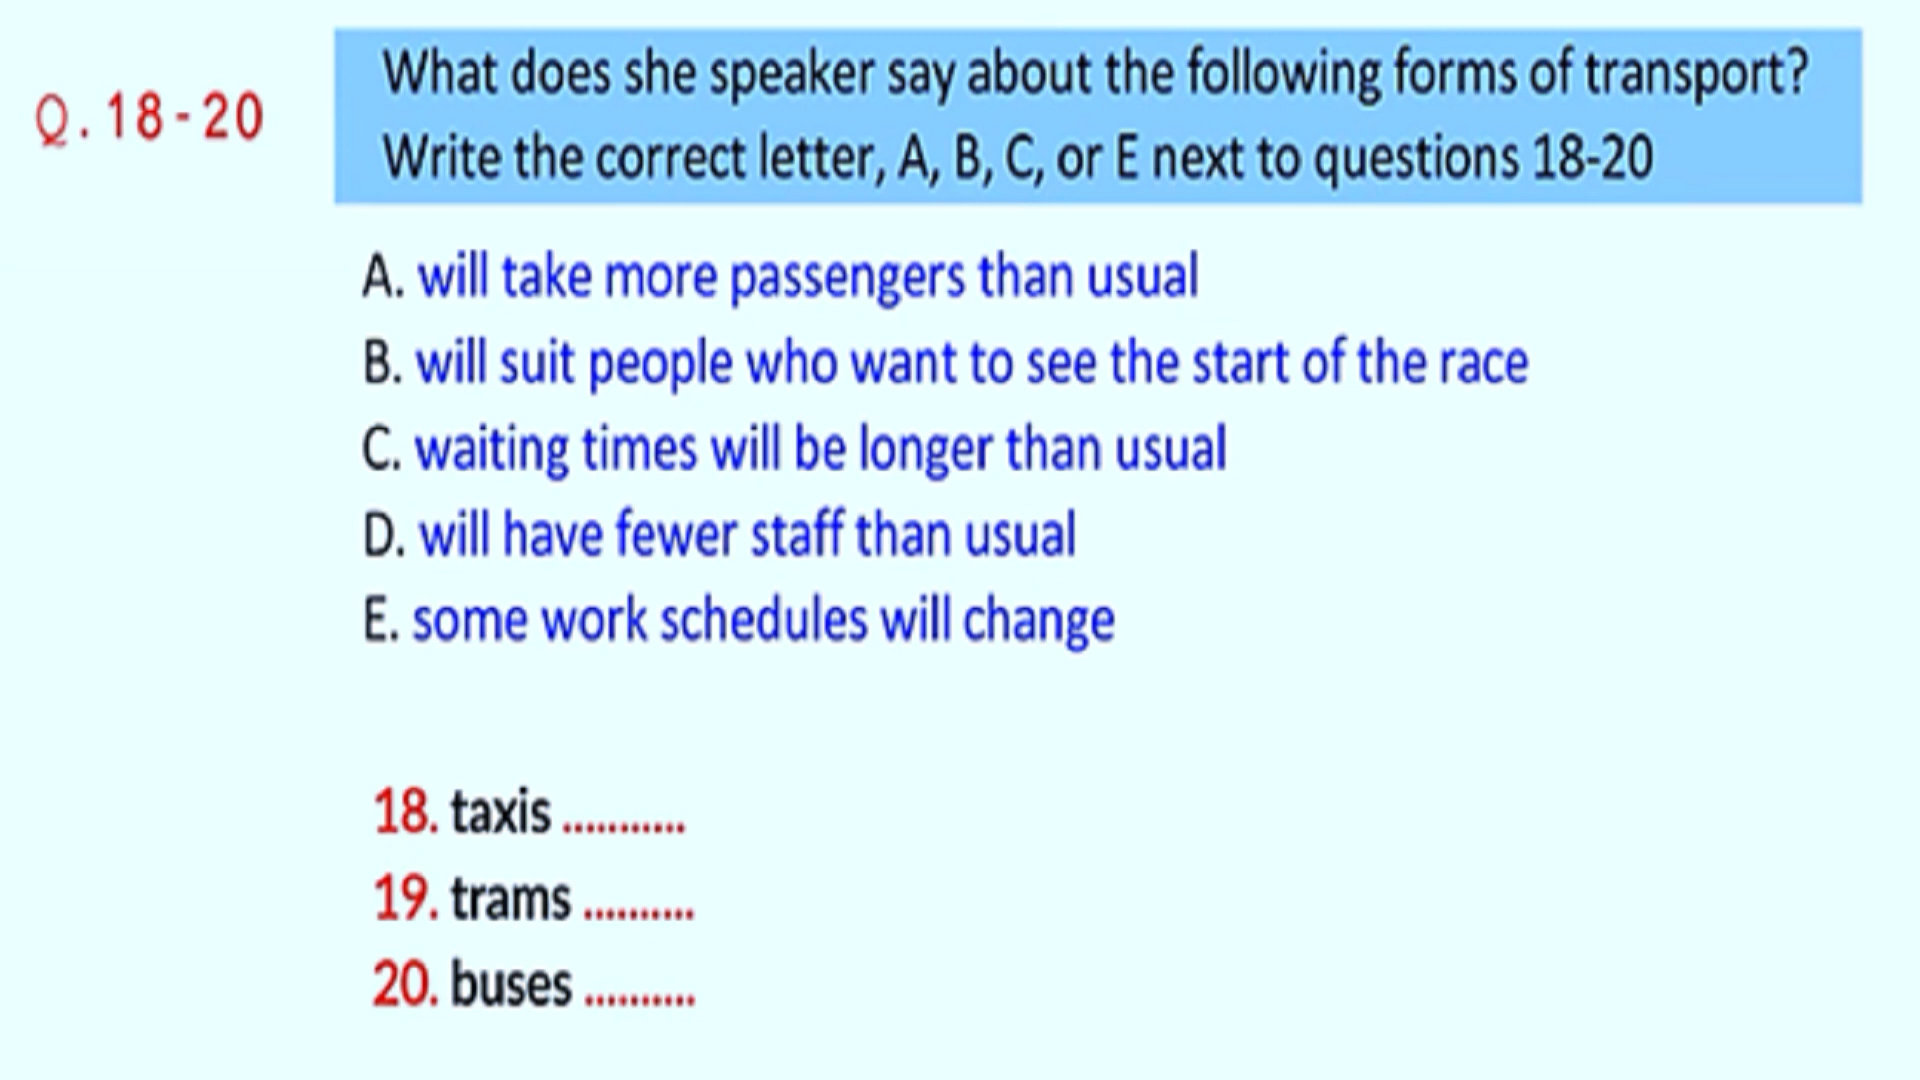 Q.18-20
What does she speaker say about the following forms of transport?
Write the correct letter, A, B, C, or E next to questions 18-20
A. will take more passengers than usual
B. will suit people who want to see the start of the race
C. waiting times will be longer than usual
D. will have fewer staff than usual
E. some work schedules will change
18. taxis ...........
19. trams ..........
20. buses ..........